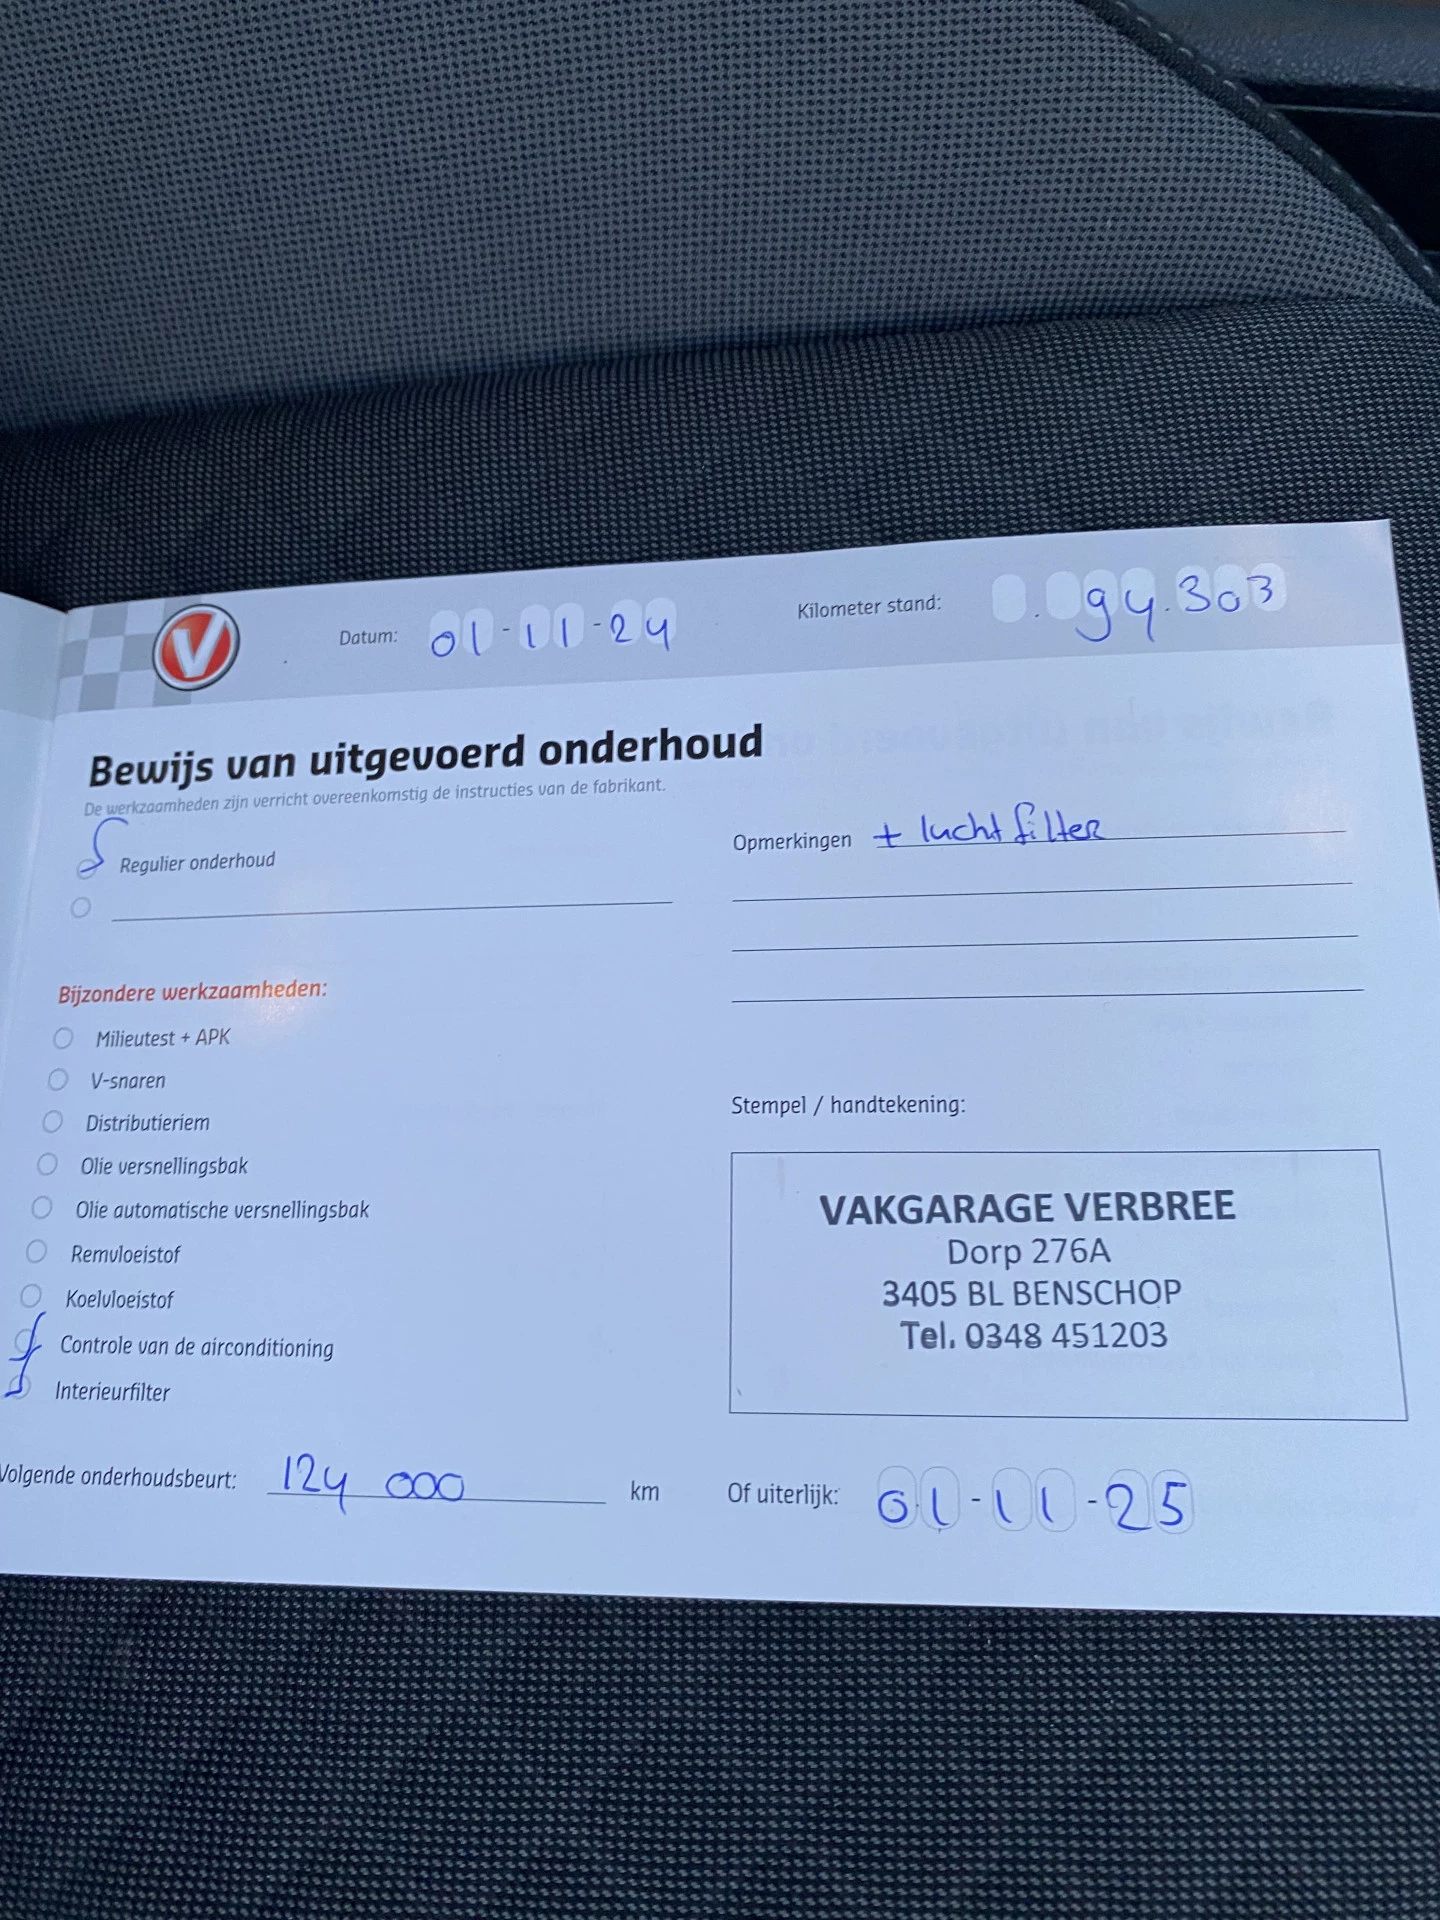 V
Datum: 01-11-24
Kilometer stand: . 94.303
Bewijs van uitgevoerd onderhoud
De werkzaamheden zijn verricht overeenkomstig de instructies van de fabrikant.
Regulier onderhoud
Opmerkingen + luchtfilter
Bijzondere werkzaamheden:
Milieutest + APK
V-snaren
Distributieriem
Olie versnellingsbak
Olie automatische versnellingsbak
Remvloeistof
Koelvloeistof
Controle van de airconditioning
Interieurfilter
Stempel / handtekening:
VAKGARAGE VERBREE
Dorp 276A
3405 BL BENSCHOP
Tel. 0348 451203
Volgende onderhoudsbeurt: 124 000 km
Of uiterlijk: 01-11-25